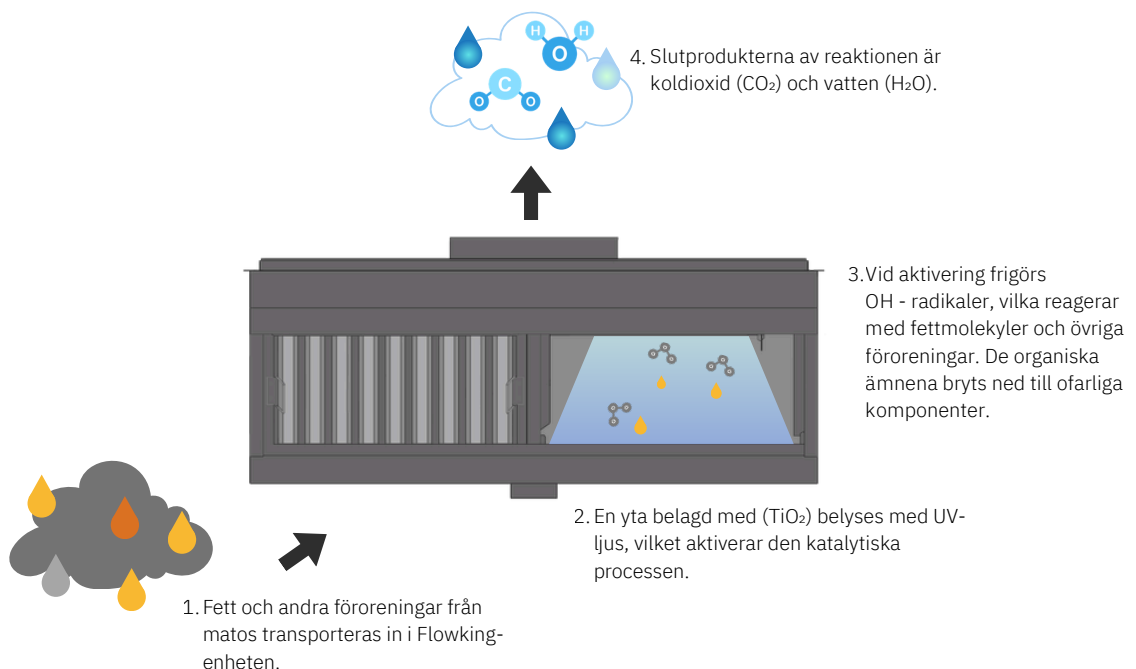 H
H
O
C
O
O
4. Slutprodukterna av reaktionen är
koldioxid (CO₂) och vatten (H₂O).
3.Vid aktivering frigörs
OH - radikaler, vilka reagerar
med fettmolekyler och övriga
föroreningar. De organiska
ämnena bryts ned till ofarliga
komponenter.
2. En yta belagd med (TiO₂) belyses med UV-
ljus, vilket aktiverar den katalytiska
processen.
1. Fett och andra föroreningar från
matos transporteras in i Flowking-
enheten.